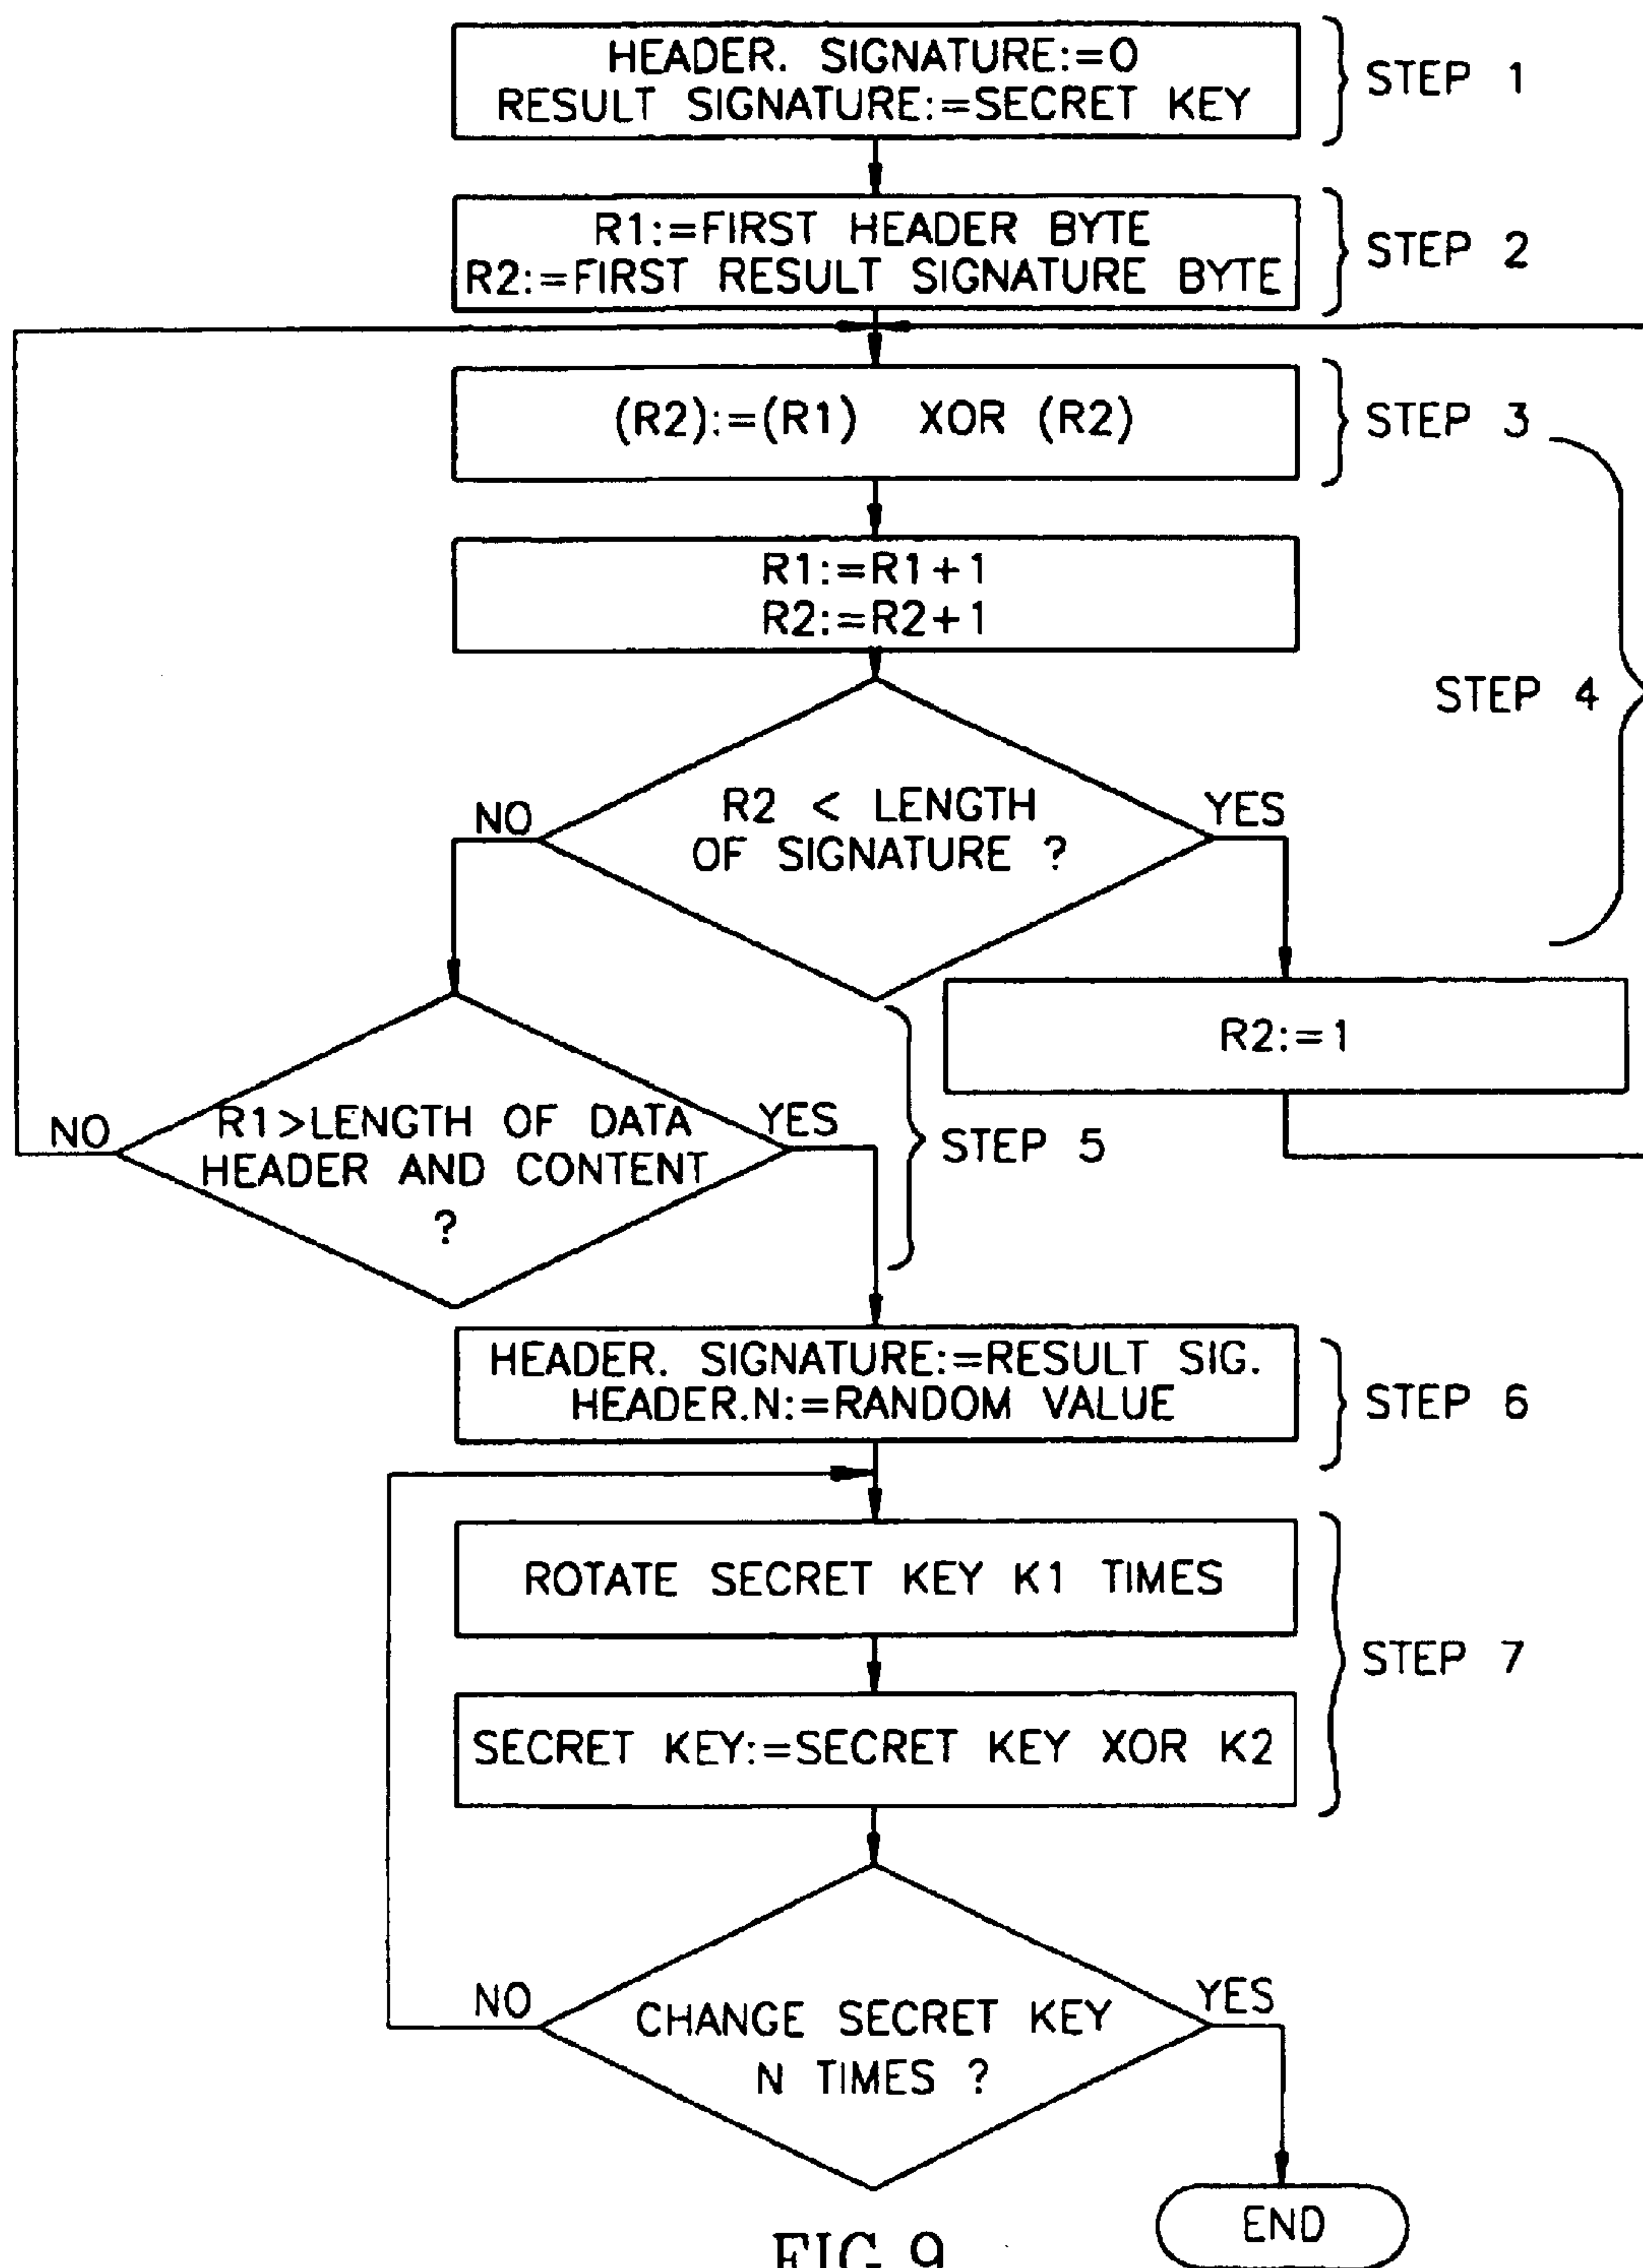 HEADER. SIGNATURE:=0
RESULT SIGNATURE:=SECRET KEY
STEP 1
R1:=FIRST HEADER BYTE
R2:=FIRST RESULT SIGNATURE BYTE
STEP 2
(R2):=(R1) XOR (R2)
STEP 3
R1:=R1+1
R2:=R2+1
STEP 4
R2 < LENGTH
OF SIGNATURE ?
NO
YES
R2:=1
R1>LENGTH OF DATA
HEADER AND CONTENT
?
NO
YES
STEP 5
HEADER. SIGNATURE:=RESULT SIG.
HEADER.N:=RANDOM VALUE
STEP 6
ROTATE SECRET KEY K1 TIMES
STEP 7
SECRET KEY:=SECRET KEY XOR K2
NO
YES
CHANGE SECRET KEY
N TIMES ?
END
FIG.9